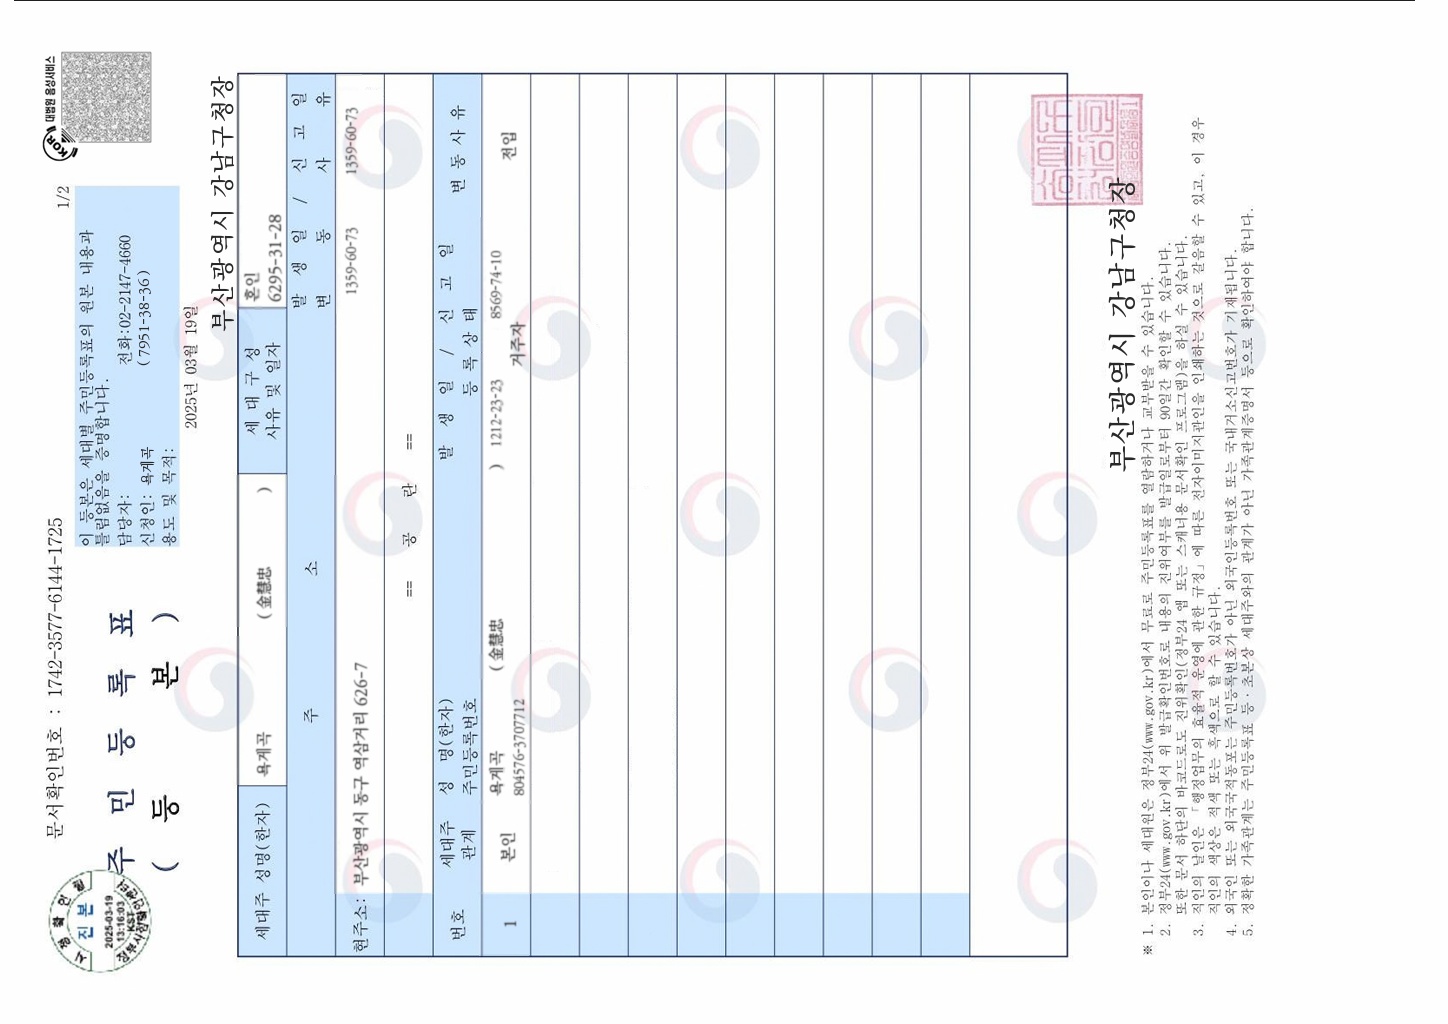 문서확인번호 : 1742-3577-6144-1725
1/2
대법원 음성서비스
KOR
시점확인필
진본
2025-03-19
13:16:03
KST
주 민 등 록 표
( 등 본 )
이 등본은 세대별 주민등록표의 원본 내용과
틀림없음을 증명합니다.
담당자: 전화:02-2147-4660
신청인: 욕계곡 (7951-38-36)
용도 및 목적:
2025년 03월 19일
부산광역시 강남구청장
세대주 성명(한자)
욕계곡 (金慧忠 )
세 대 구 성
사유 및 일자
혼인
6295-31-28
주 소
발 생 일 / 신 고 일
변 동 사 유
현주소: 부산광역시 동구 역삼거리 626-7 1359-60-73 1359-60-73
== 공 란 ==
번호
세대주
관계
성 명(한자)
주민등록번호
발 생 일 / 신 고 일
등 록 상 태
변 동 사 유
1 본인 욕계곡 (金慧忠 ) 1212-23-23 8569-74-10 전입
804576-3707712 거주자
부산광역시 강남구청장
※ 1. 본인이나 세대원은 정부24(www.gov.kr)에서 무료로 주민등록표를 열람하거나 교부받을 수 있습니다.
2. 정부24(www.gov.kr)에서 위 발급확인번호로 내용의 진위여부를 발급일로부터 90일간 확인할 수 있습니다.
또한 문서 하단의 바코드로도 진위확인(정부24 앱 또는 스캐너용 문서확인 프로그램)을 하실 수 있습니다.
3. 직인의 날인은 「행정업무의 효율적 운영에 관한 규정」에 따른 전자이미지관인을 인쇄하는 것으로 갈음할 수 있고, 이 경우
직인의 색상은 적색 또는 흑색으로 할 수 있습니다.
4. 외국인 또는 외국국적동포는 주민등록번호가 아닌 외국인등록번호 또는 국내거소신고번호가 기재됩니다.
5. 정확한 가족관계는 주민등록표 등·초본상 세대주와의 관계가 아닌 가족관계증명서 등으로 확인하여야 합니다.